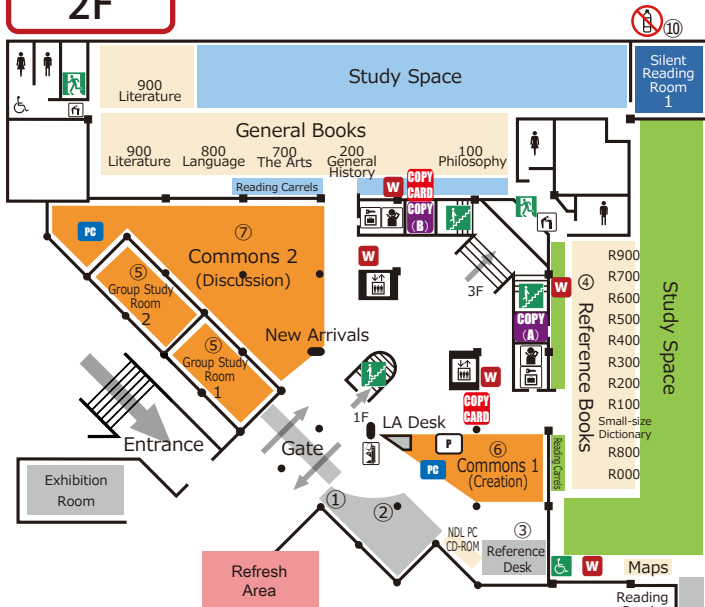 2F
⑩
Silent
Reading
Room
1
900
Literature
Study Space
General Books
900
Literature
800
Language
700
The Arts
200
General
History
100
Philosophy
Reading Carrels
W
COPY
CARD
COPY
(B)
PC
⑦
Commons 2
(Discussion)
W
3F
⑤
Group Study
Room
2
⑤
Group Study
Room
1
New Arrivals
W
COPY
(A)
④
Reference Books
R900
R700
R600
R500
R400
R300
R200
R100
Small-size
Dictionary
R800
R000
Study Space
W
COPY
CARD
1F
LA Desk
P
PC
⑥
Commons 1
(Creation)
Reading Carrels
Entrance
Gate
Exhibition
Room
①
②
③
NDL PC
CD-ROM
Reference
Desk
W
Maps
Refresh
Area
Reading